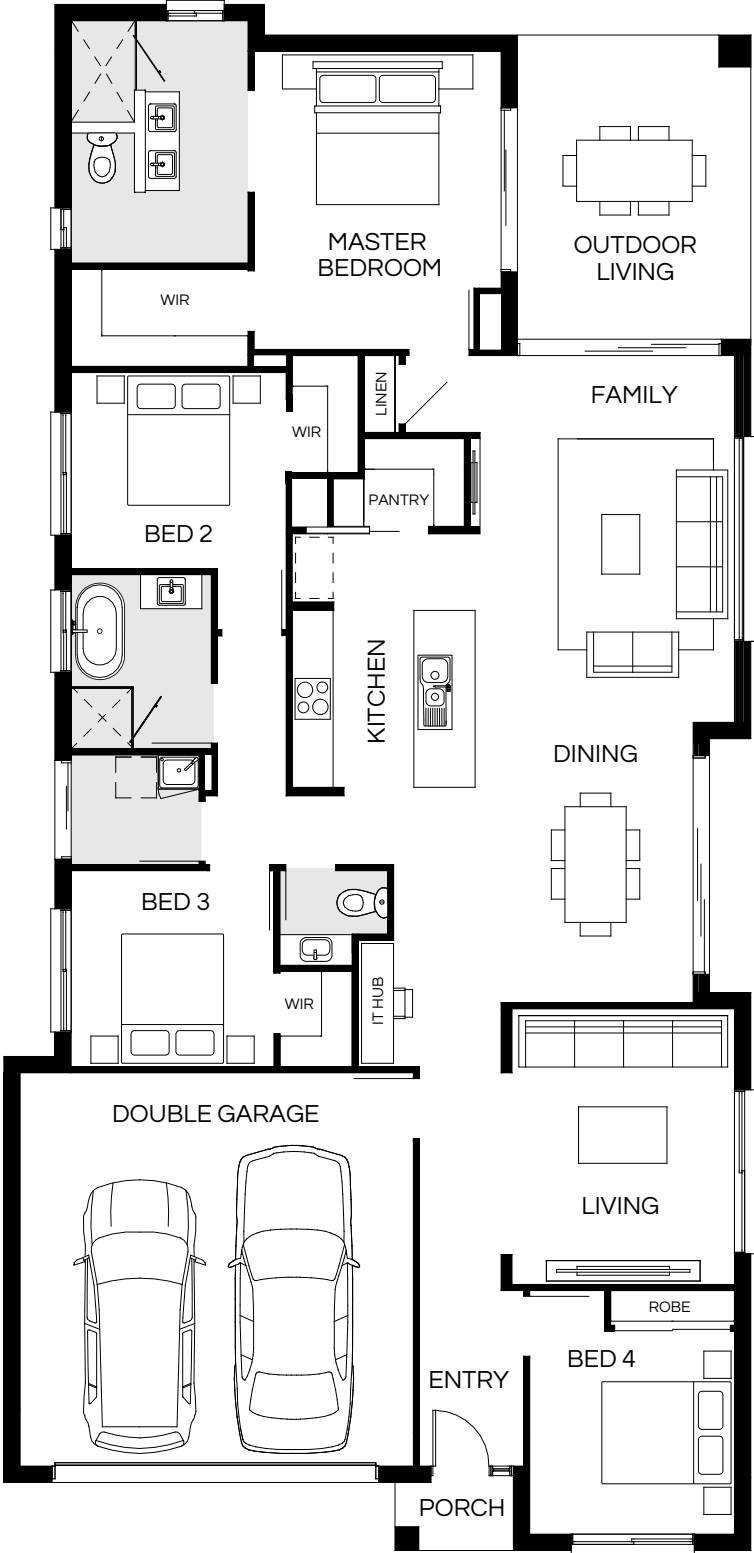 MASTER
BEDROOM
OUTDOOR
LIVING
WIR
LINEN
FAMILY
WIR
PANTRY
BED 2
KITCHEN
DINING
BED 3
IT HUB
WIR
DOUBLE GARAGE
LIVING
ROBE
BED 4
ENTRY
PORCH